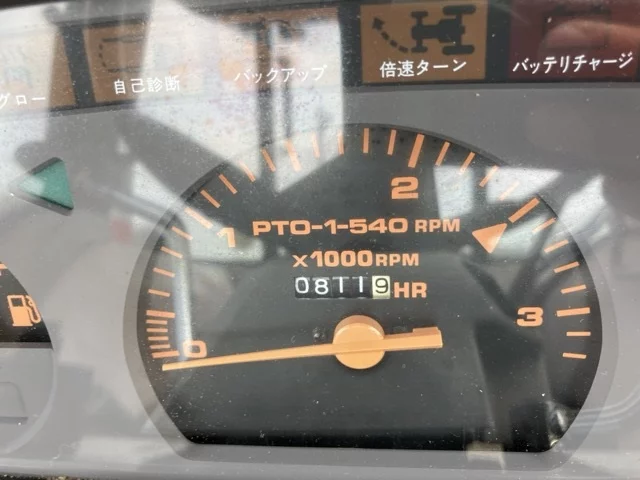 グロー
自己診断
バックアップ
倍速ターン
バッテリチャージ
2
1
PTO-1-540 RPM
x1000RPM
08119 HR
3
0